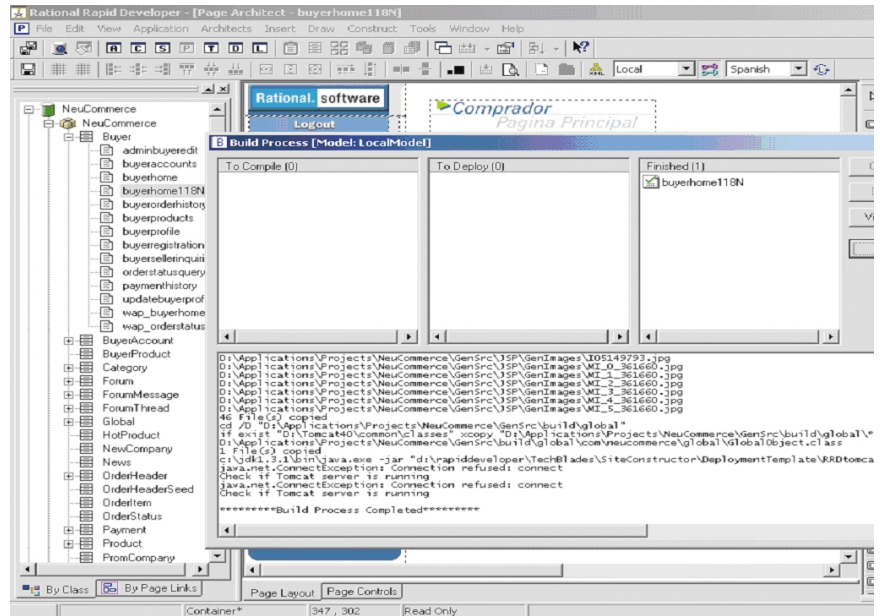 Rational Rapid Developer - [Page Architect - buyerhome118N]
File Edit View Application Architects Insert Draw Construct Tools Window Help
A C S P T D L
Local Spanish
NeuCommerce
NeuCommerce
Buyer
adminbuyeredit
buyeraccounts
buyerhome
buyerhome118N
buyerorderhistory
buyerproducts
buyerprofile
buyerregistration
buyersellerinquiri
orderstatusquery
paymenthistory
updatebuyerprof
wap_buyerhome
wap_orderstatus
BuyerAccount
BuyerProduct
Category
Forum
ForumMessage
ForumThread
Global
HotProduct
NewCompany
News
OrderHeader
OrderHeaderSeed
OrderItem
OrderStatus
Payment
Product
PromCompany
By Class By Page Links
Rational. software
Logout
Comprador
Pagina Principal
Build Process [Model: LocalModel]
To Compile (0) To Deploy (0) Finished (1)
buyerhome118N
D:\Applications\Projects\NeuCommerce\GenSrc\JSP\GenImages\IO5149793.jpg
D:\Applications\Projects\NeuCommerce\GenSrc\JSP\GenImages\MI_0_361660.jpg
D:\Applications\Projects\NeuCommerce\GenSrc\JSP\GenImages\MI_1_361660.jpg
D:\Applications\Projects\NeuCommerce\GenSrc\JSP\GenImages\MI_2_361660.jpg
D:\Applications\Projects\NeuCommerce\GenSrc\JSP\GenImages\MI_3_361660.jpg
D:\Applications\Projects\NeuCommerce\GenSrc\JSP\GenImages\MI_4_361660.jpg
D:\Applications\Projects\NeuCommerce\GenSrc\JSP\GenImages\MI_5_361660.jpg
46 File(s) copied
cd /D "D:\Applications\Projects\NeuCommerce\GenSrc\build\global"
if exist "D:\Tomcat40\common\classes" xcopy "D:\Applications\Projects\NeuCommerce\GenSrc\build\global\*
D:\Applications\Projects\NeuCommerce\GenSrc\build\global\com\neucommerce\global\GlobalObject.class
1 File(s) copied
c:\jdk1.3.1\bin\java.exe -jar "d:\rapiddeveloper\TechBlades\SiteConstructor\DeploymentTemplate\RRDtomca
java.net.ConnectException: Connection refused: connect
Check if Tomcat server is running
java.net.ConnectException: Connection refused: connect
Check if Tomcat server is running
*********Build Process Completed*********
Page Layout Page Controls
Container* 347 , 302 Read Only